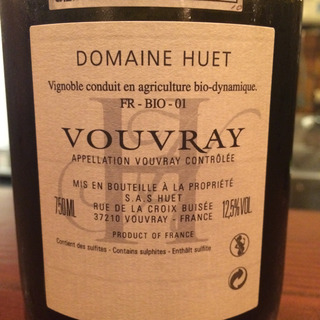 DOMAINE HUET
Vignoble conduit en agriculture bio-dynamique.
FR - BIO - 01
VOUVRAY
APPELLATION VOUVRAY CONTRÔLÉE
MIS EN BOUTEILLE À LA PROPRIÉTÉ
S.A.S HUET
750ML RUE DE LA CROIX BUISÉE 12,5%VOL
37210 VOUVRAY - FRANCE
PRODUCT OF FRANCE
Contient des sulfites - Contains sulphites - Enthält sulfite